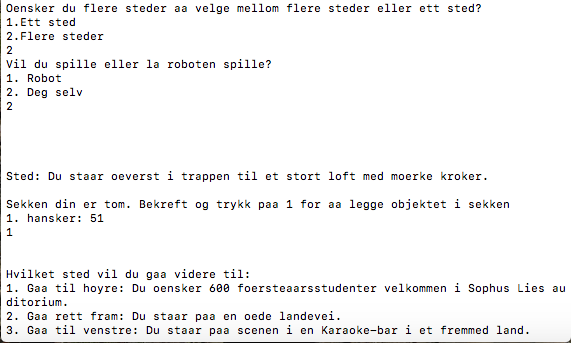 Oensker du flere steder aa velge mellom flere steder eller ett sted?
1.Ett sted
2.Flere steder
2
Vil du spille eller la roboten spille?
1. Robot
2. Deg selv
2
Sted: Du staar oeverst i trappen til et stort loft med moerke kroker.
Sekken din er tom. Bekreft og trykk paa 1 for aa legge objektet i sekken
1. hansker: 51
1
Hvilket sted vil du gaa videre til:
1. Gaa til hoyre: Du oensker 600 foersteaarsstudenter velkommen i Sophus Lies au
ditorium.
2. Gaa rett fram: Du staar paa en oede landevei.
3. Gaa til venstre: Du staar paa scenen i en Karaoke-bar i et fremmed land.